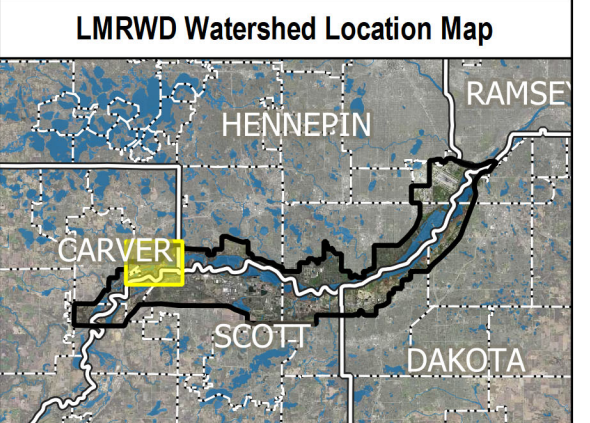 LMRWD Watershed Location Map
RAMSEY
HENNEPIN
CARVER
SCOTT
DAKOTA